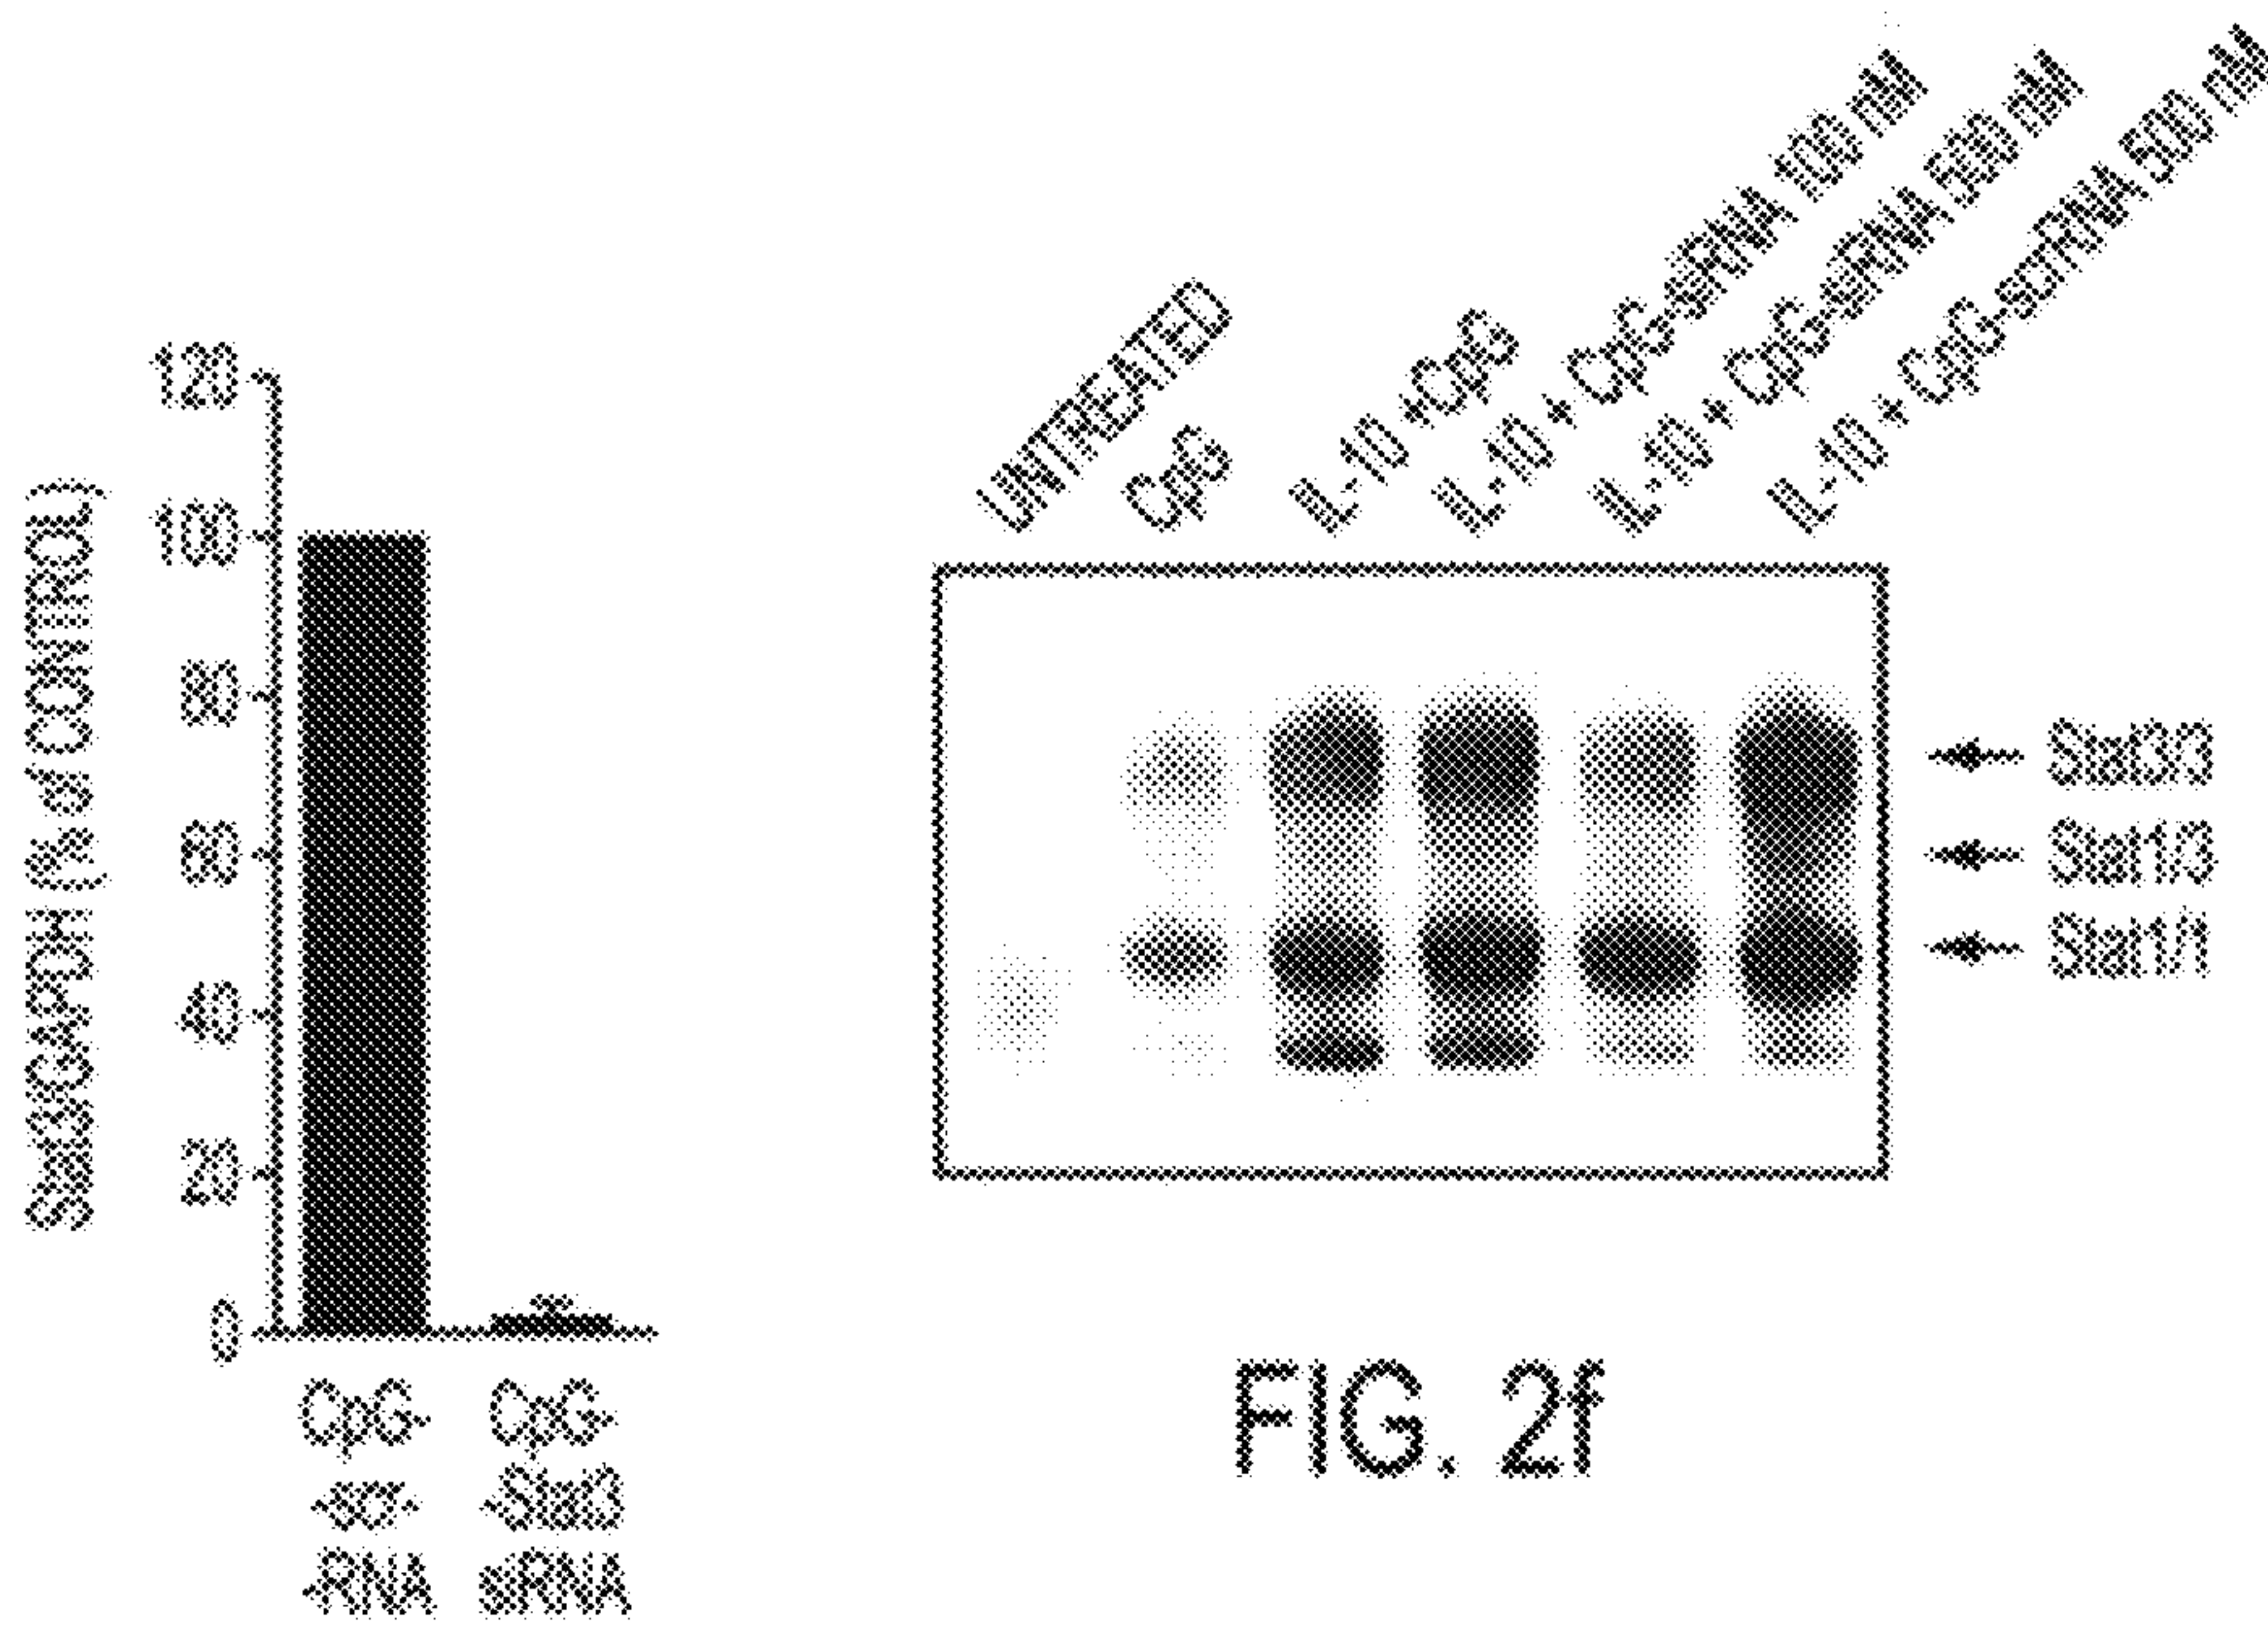 Stat3/GAPDH (% of CONTROL)
120
100
80
60
40
20
0
CpG-
-scr-
-RNA
CpG-
-Stat3
siRNA
UNTREATED
CpG
IL-10 +CpG
IL-10 + CpG-siRNA 100 nM
IL-10 + CpG-siRNA 500 nM
IL-10 + CpG-scrRNA 500 nM
Stat3/3
Stat1/3
Stat1/1
FIG. 2f